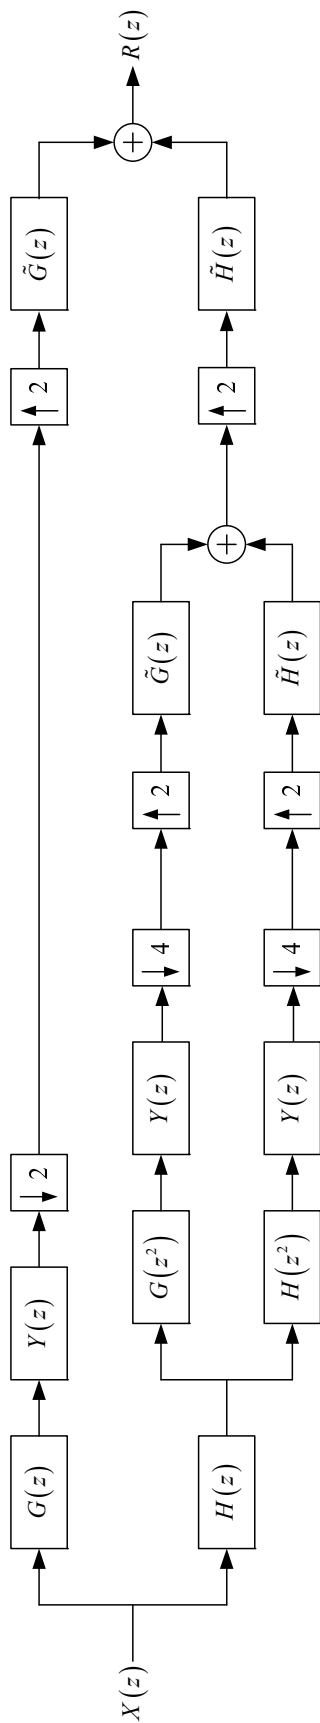 X(z)
G(z)
Y(z)
↓2
↑2
G̃(z)
+
R(z)
H(z)
G(z²)
Y(z)
↓4
↑2
G̃(z)
+
↑2
H̃(z)
H(z²)
Y(z)
↓4
↑2
H̃(z)